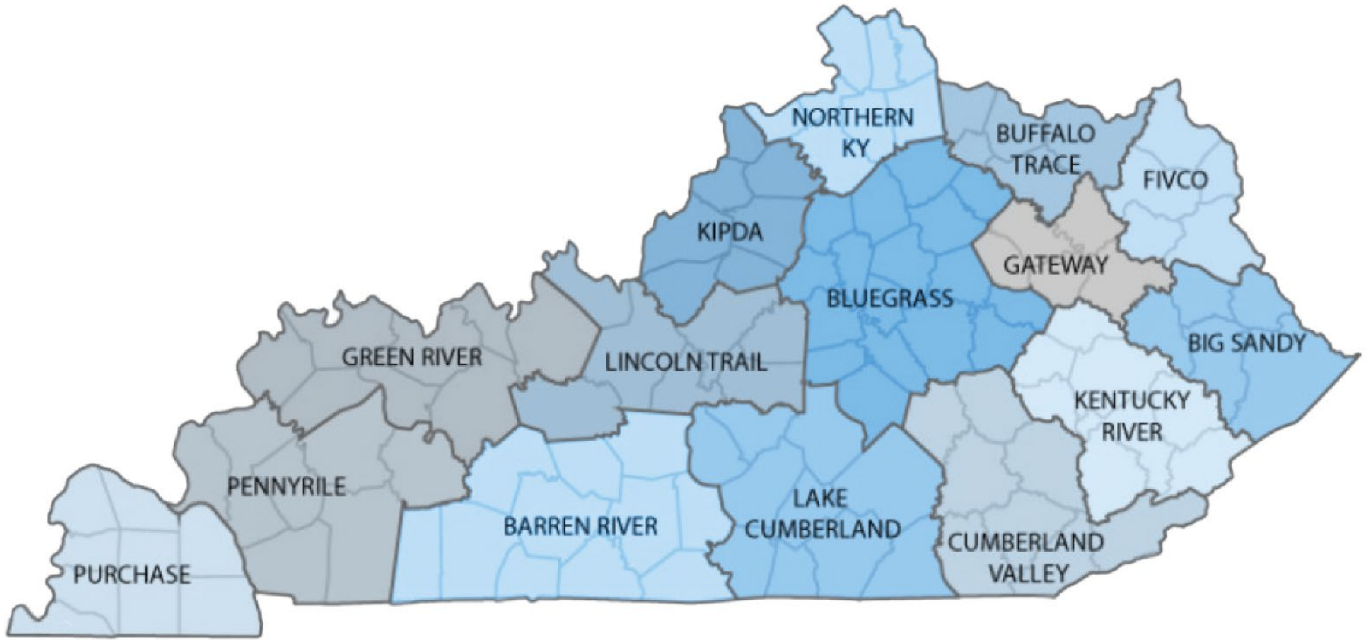 NORTHERN
KY
BUFFALO
TRACE
FIVCO
KIPDA
GATEWAY
BLUEGRASS
BIG SANDY
GREEN RIVER
LINCOLN TRAIL
KENTUCKY
RIVER
PENNYRILE
LAKE
CUMBERLAND
BARREN RIVER
CUMBERLAND
VALLEY
PURCHASE